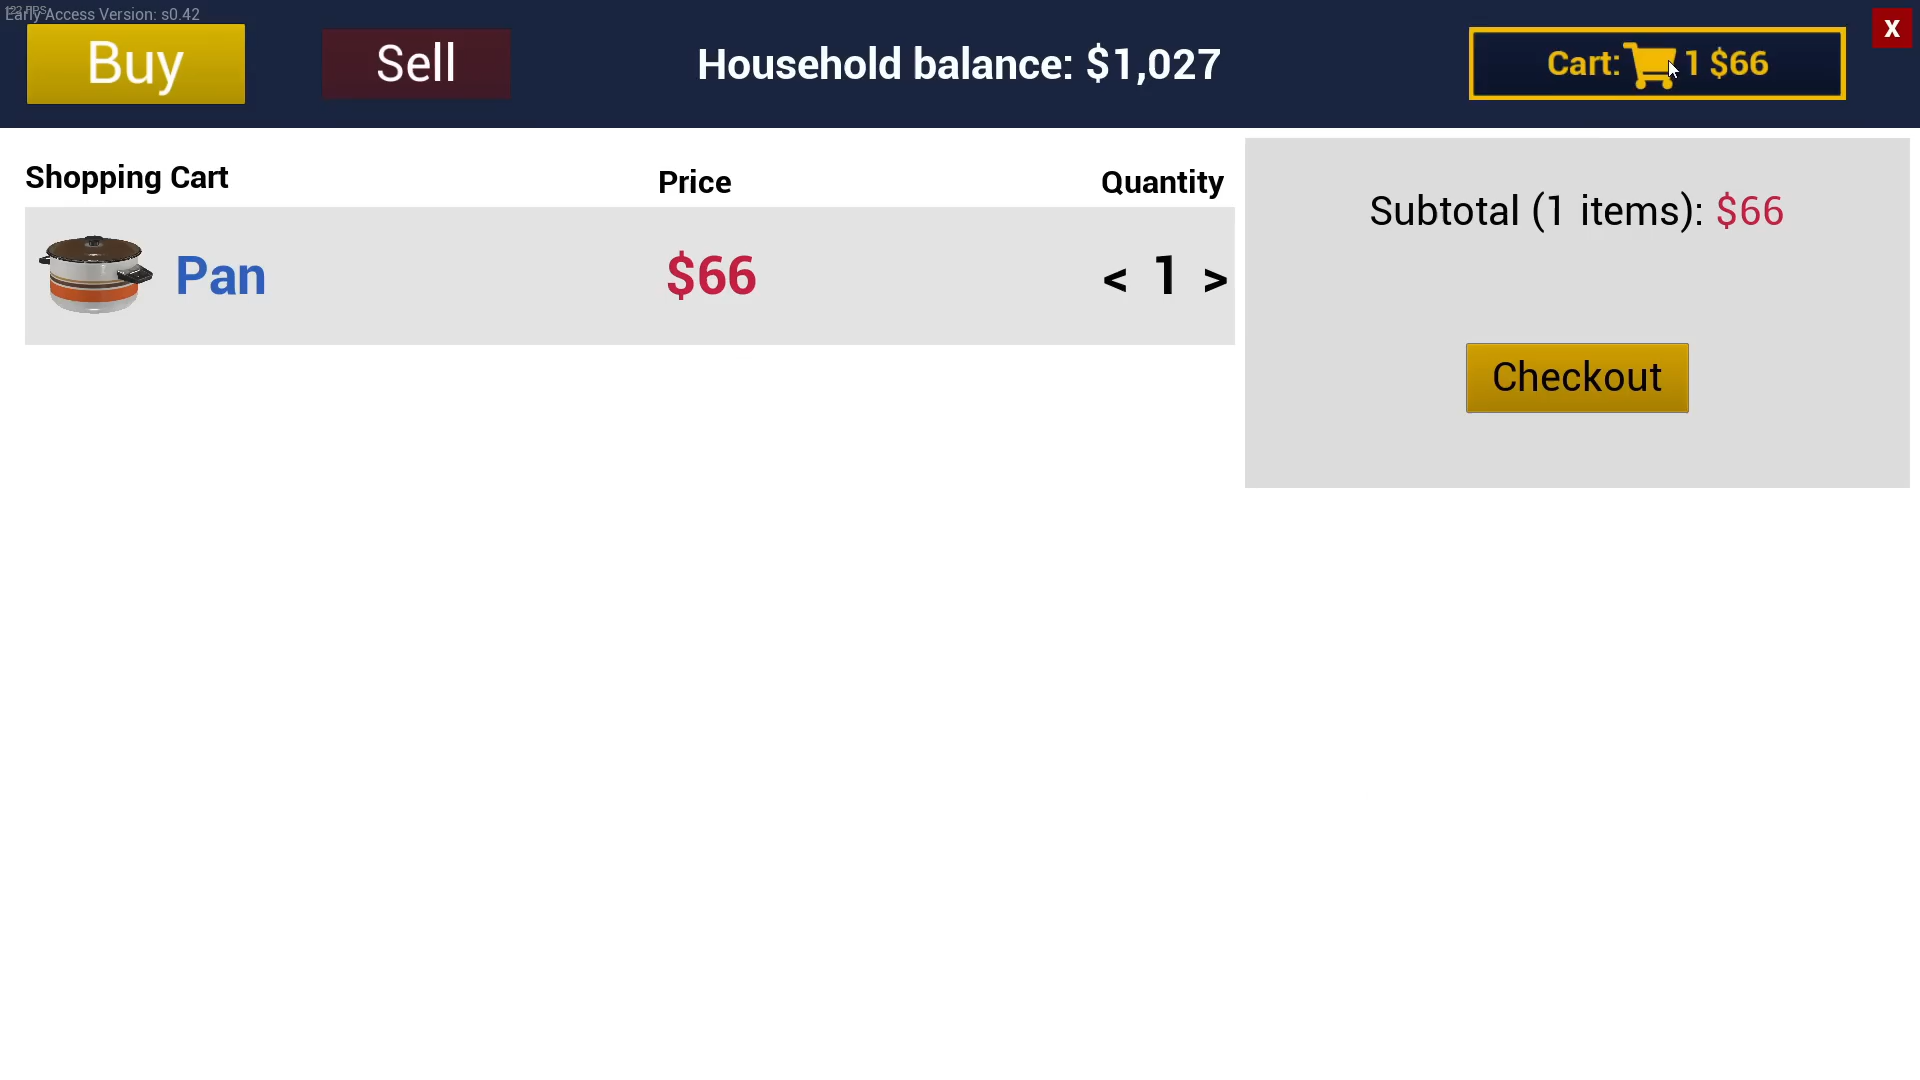 Early Access Version: s0.42
Buy
Sell
Household balance: $1,027
Cart: 1 $66
X
Shopping Cart
Price
Quantity
Pan
$66
< 1 >
Subtotal (1 items): $66
Checkout